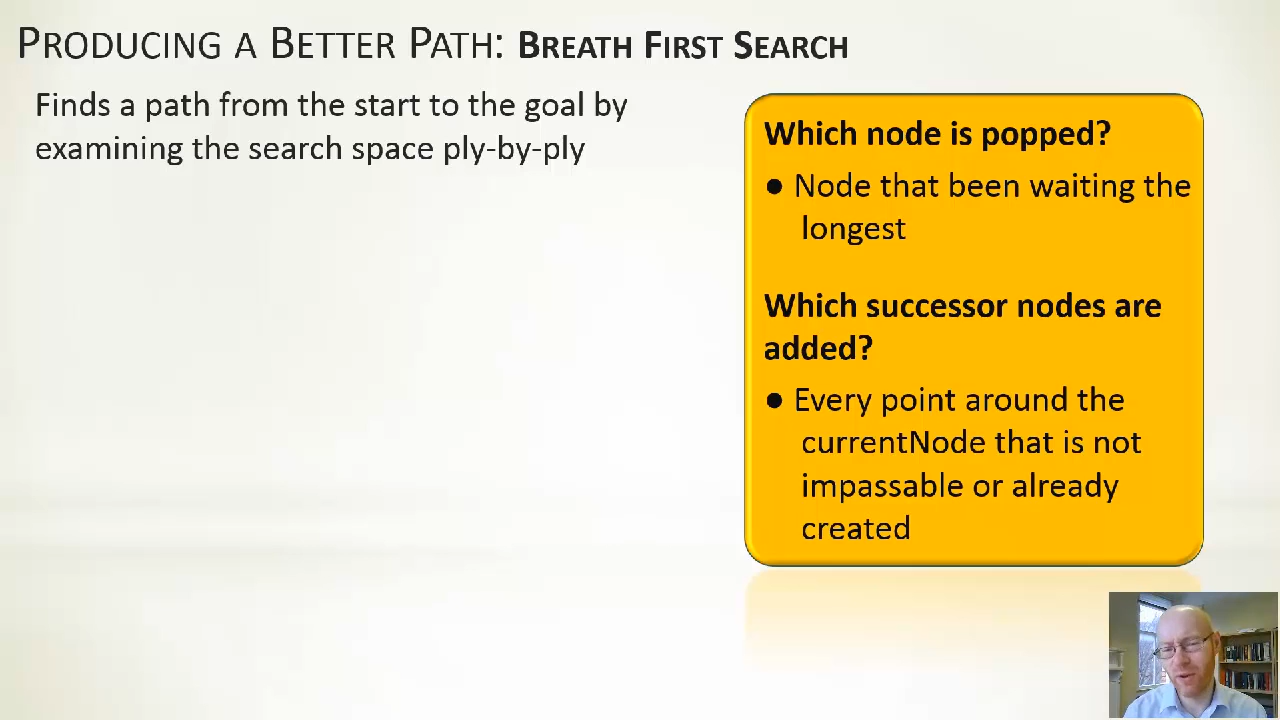 PRODUCING A BETTER PATH: BREATH FIRST SEARCH
Finds a path from the start to the goal by
examining the search space ply-by-ply
Which node is popped?
● Node that been waiting the
longest
Which successor nodes are
added?
● Every point around the
currentNode that is not
impassable or already
created